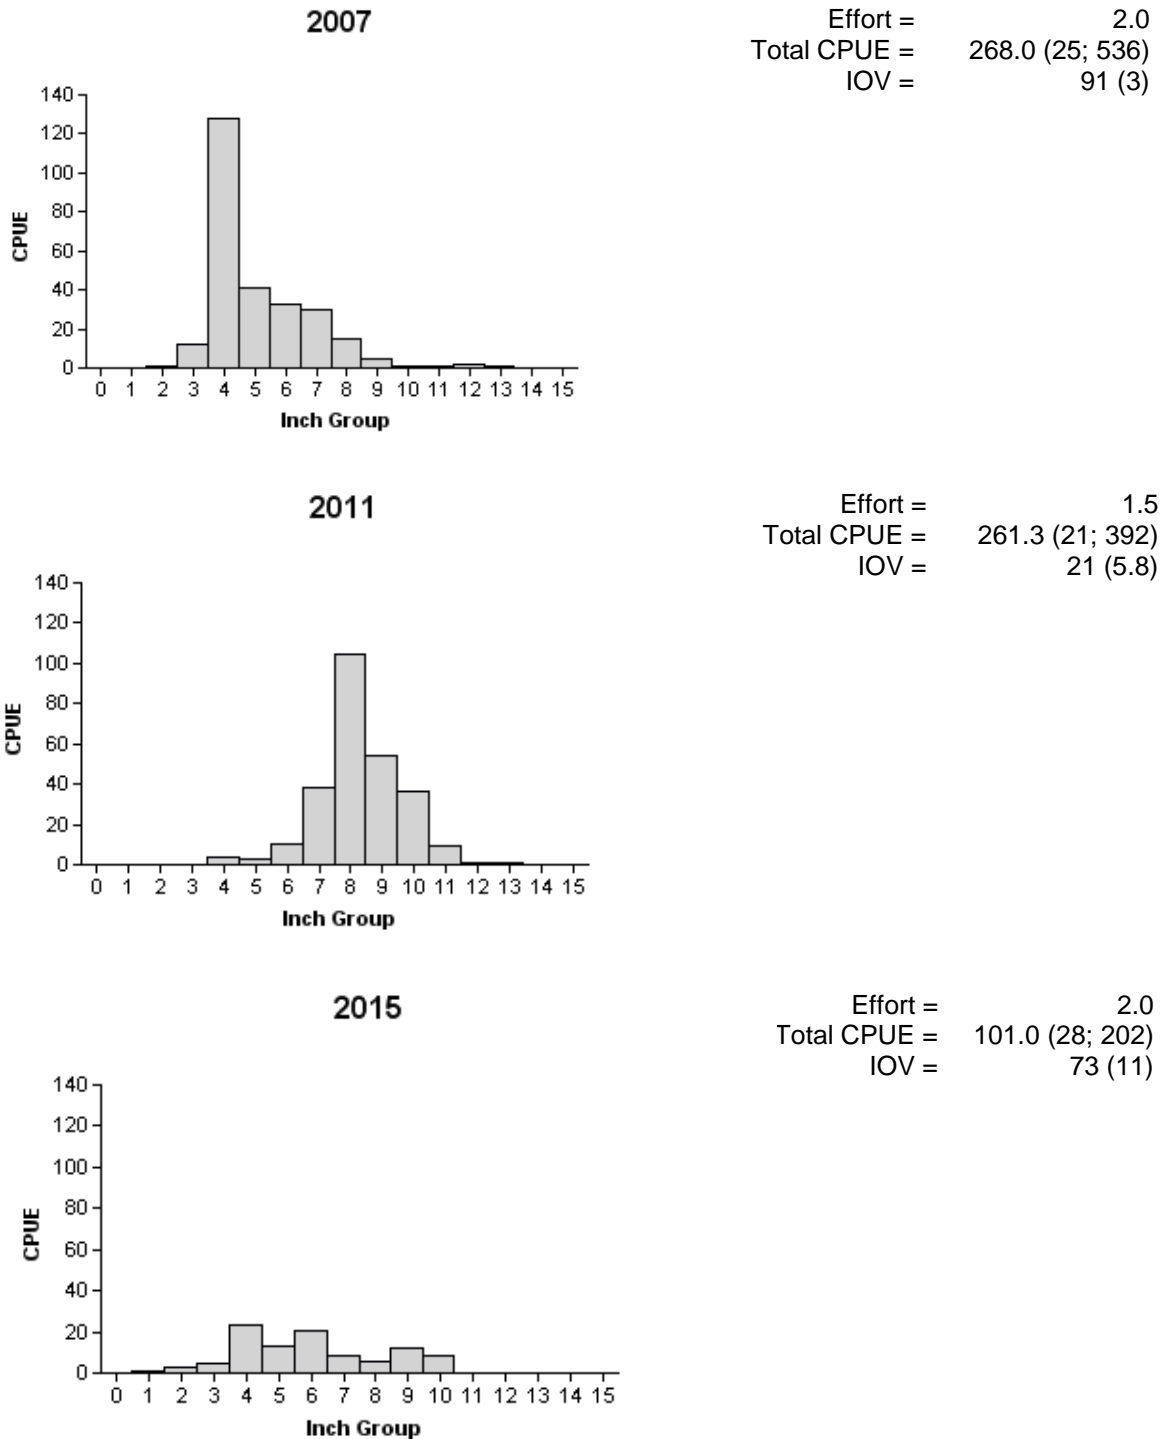 2007
Effort = 2.0
Total CPUE = 268.0 (25; 536)
IOV = 91 (3)
140
120
100
80
60
40
20
0
CPUE
0 1 2 3 4 5 6 7 8 9 10 11 12 13 14 15
Inch Group
2011
Effort = 1.5
Total CPUE = 261.3 (21; 392)
IOV = 21 (5.8)
140
120
100
80
60
40
20
0
CPUE
0 1 2 3 4 5 6 7 8 9 10 11 12 13 14 15
Inch Group
2015
Effort = 2.0
Total CPUE = 101.0 (28; 202)
IOV = 73 (11)
140
120
100
80
60
40
20
0
CPUE
0 1 2 3 4 5 6 7 8 9 10 11 12 13 14 15
Inch Group